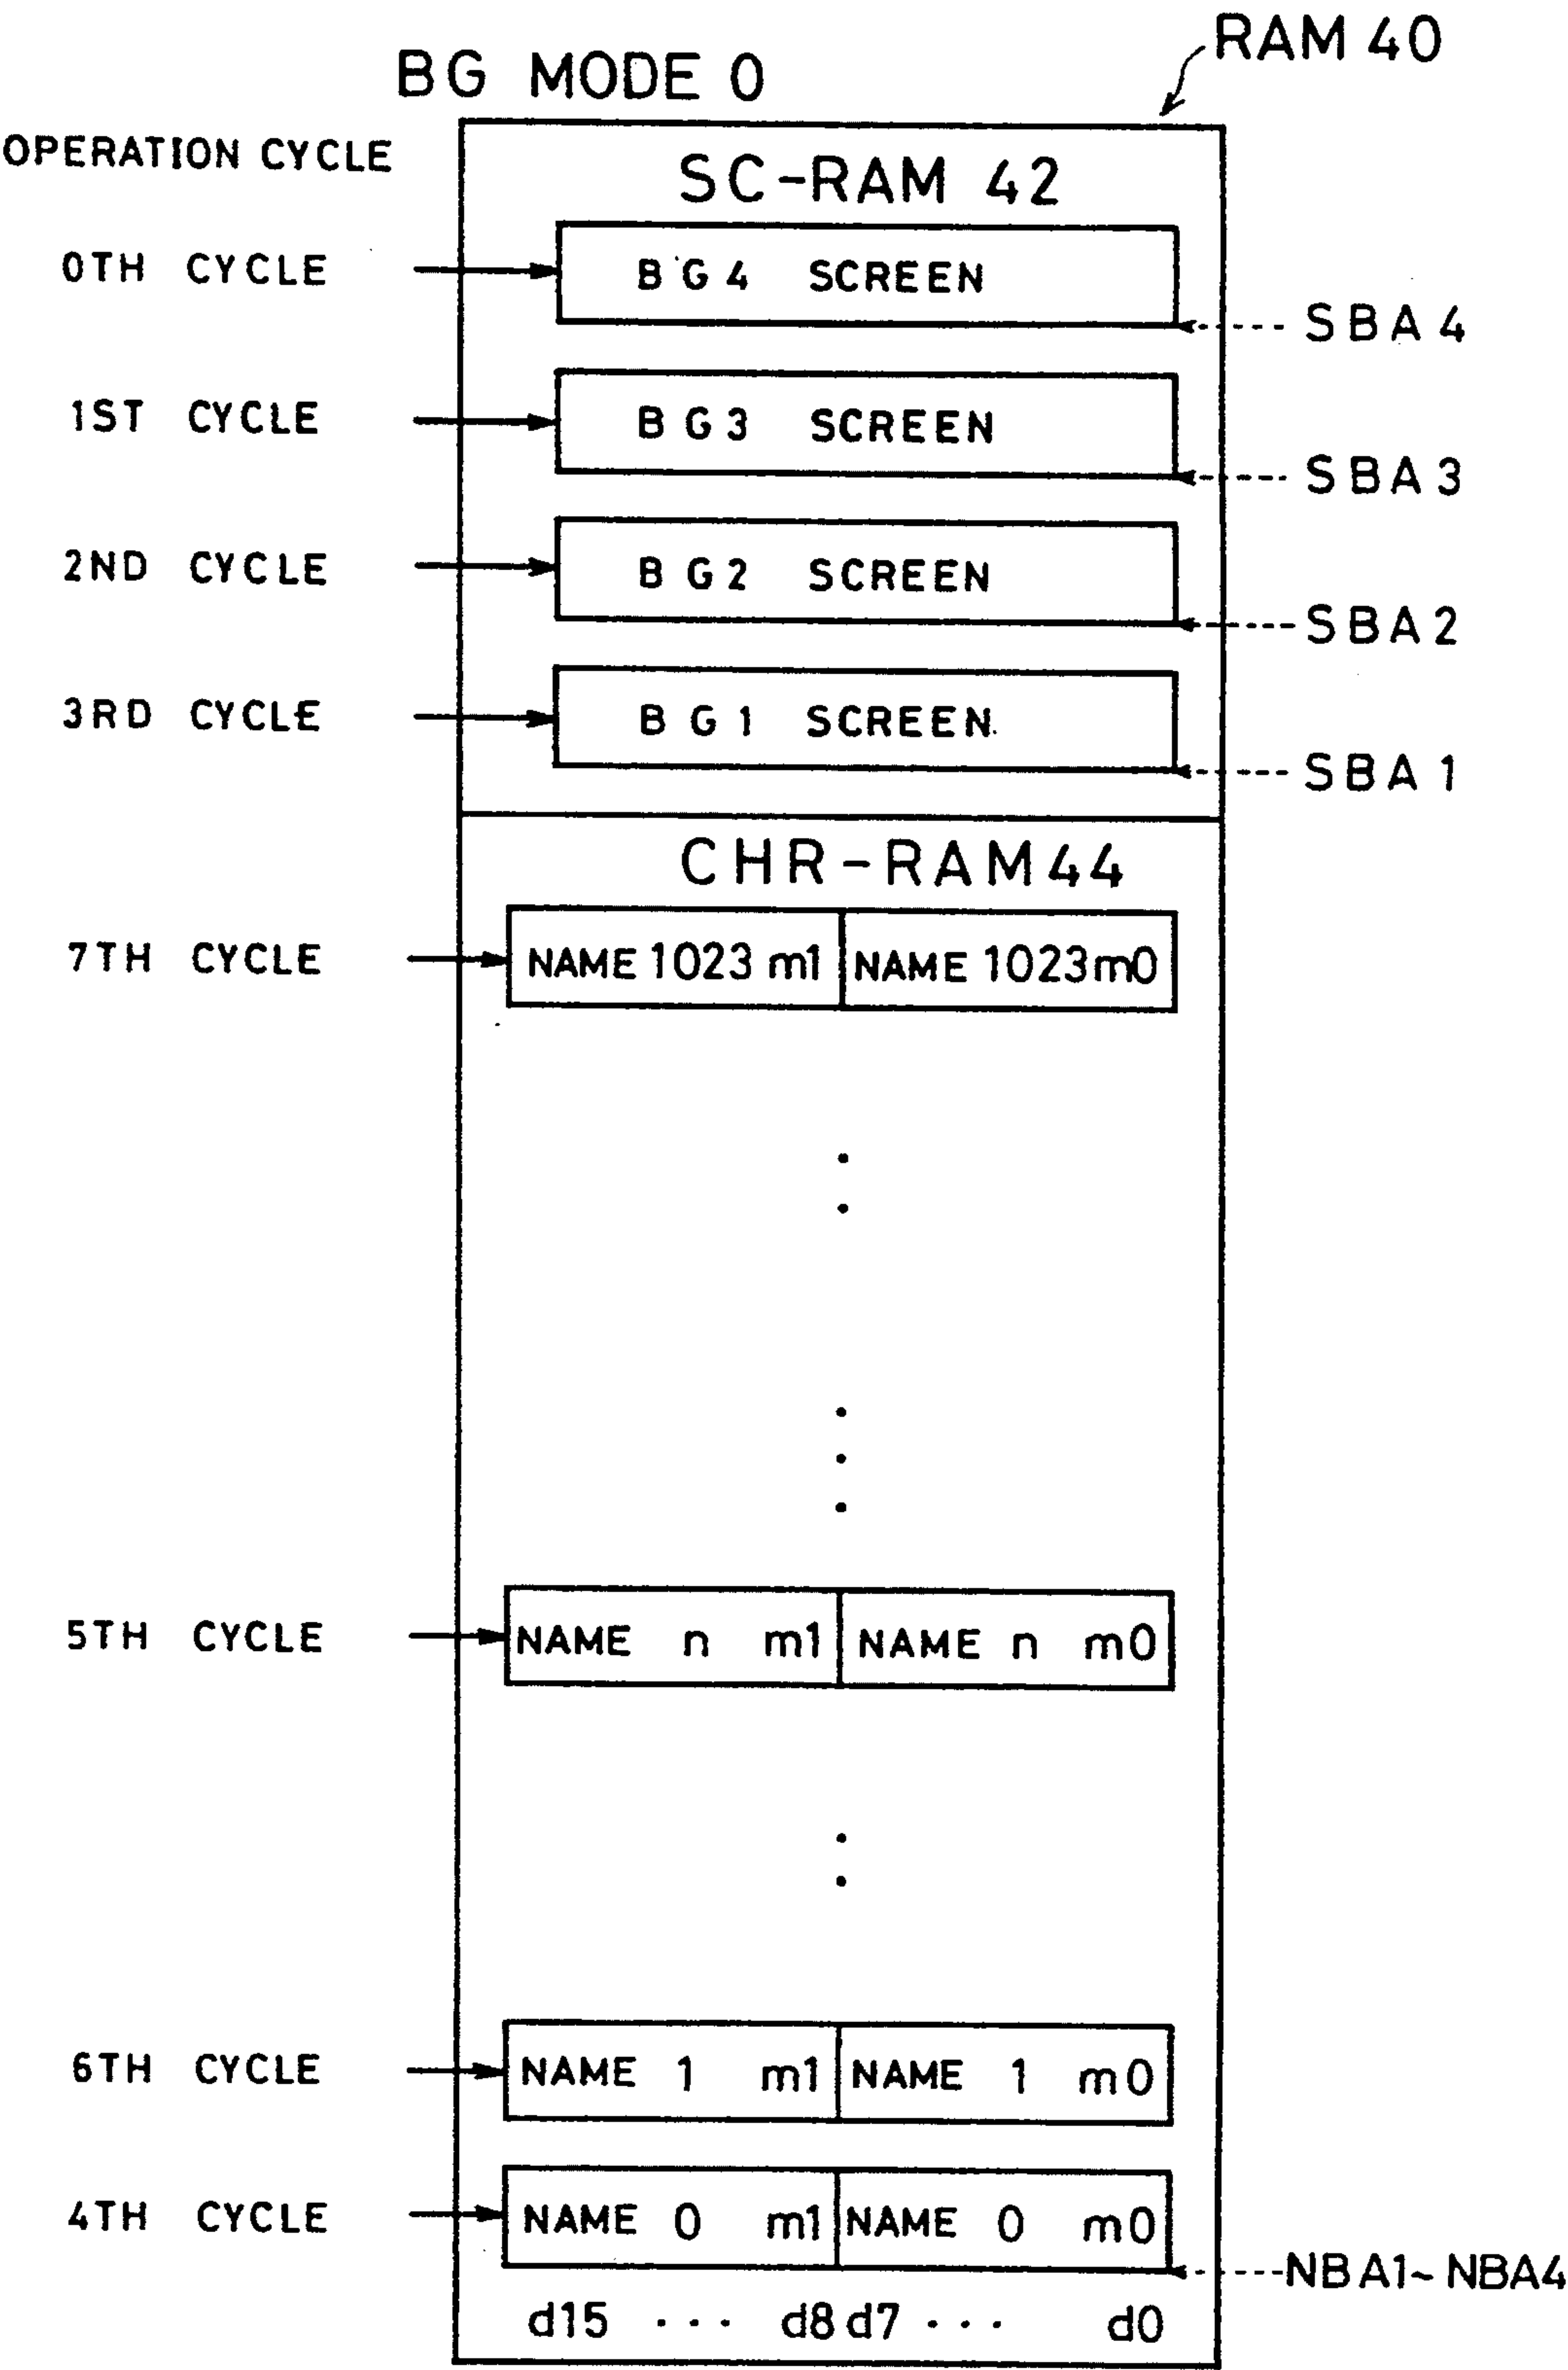 RAM 40
BG MODE 0
OPERATION CYCLE
SC-RAM 42
0TH CYCLE
BG4 SCREEN
SBA4
1ST CYCLE
BG3 SCREEN
SBA3
2ND CYCLE
BG2 SCREEN
SBA2
3RD CYCLE
BG1 SCREEN
SBA1
CHR-RAM44
7TH CYCLE
NAME 1023 m1
NAME 1023 m0
5TH CYCLE
NAME n m1
NAME n m0
6TH CYCLE
NAME 1 m1
NAME 1 m0
4TH CYCLE
NAME 0 m1
NAME 0 m0
NBA1~NBA4
d15 ... d8 d7 ... d0